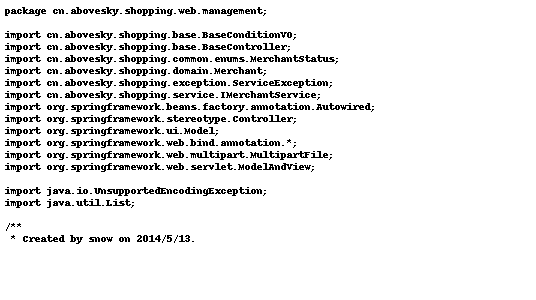 package cn.abovesky.shopping.web.management;

import cn.abovesky.shopping.base.BaseConditionVO;
import cn.abovesky.shopping.base.BaseController;
import cn.abovesky.shopping.common.enums.MerchantStatus;
import cn.abovesky.shopping.domain.Merchant;
import cn.abovesky.shopping.exception.ServiceException;
import cn.abovesky.shopping.service.IMerchantService;
import org.springframework.beans.factory.annotation.Autowired;
import org.springframework.stereotype.Controller;
import org.springframework.ui.Model;
import org.springframework.web.bind.annotation.*;
import org.springframework.web.multipart.MultipartFile;
import org.springframework.web.servlet.ModelAndView;

import java.io.UnsupportedEncodingException;
import java.util.List;

/**
 * Created by snow on 2014/5/13.